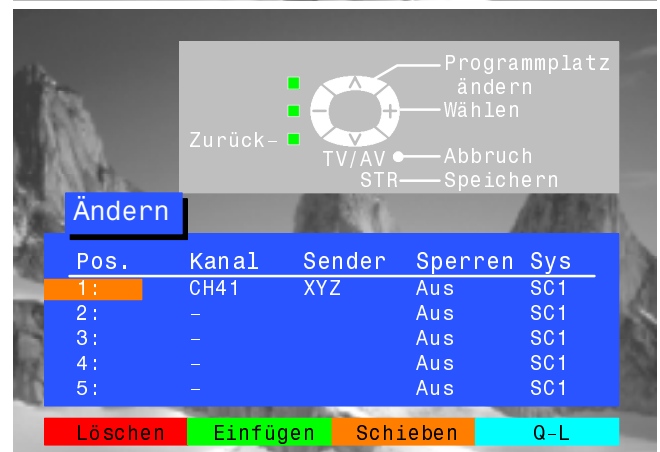 Programmplatz
ändern
Wählen
Zurück–
TV/AV
Abbruch
STR
Speichern
Ändern
Pos. Kanal Sender Sperren Sys
1: CH41 XYZ Aus SC1
2: – Aus SC1
3: – Aus SC1
4: – Aus SC1
5: – Aus SC1
Löschen Einfügen Schieben Q–L